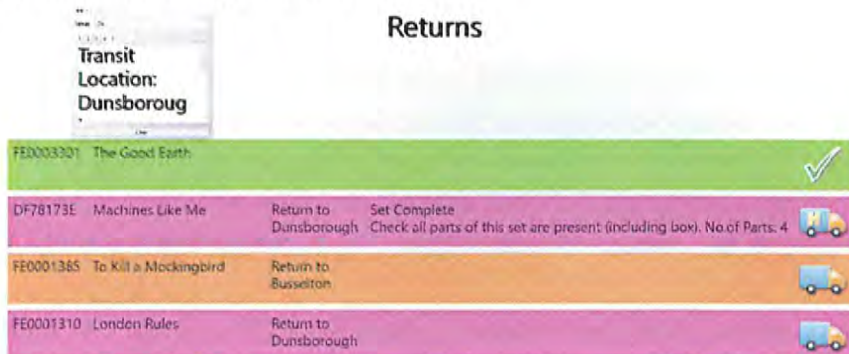 Returns
Transit
Location:
Dunsboroug
FE0003301 The Good Earth
DF78173E Machines Like Me Return to Set Complete
Dunsborough Check all parts of this set are present (including box). No.of Parts: 4
FE0001385 To Kill a Mockingbird Return to
Busselton
FE0001310 London Rules Return to
Dunsborough